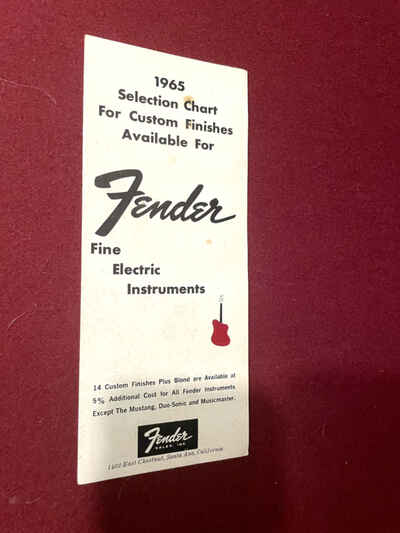 1965
Selection Chart
For Custom Finishes
Available For
Fender
Fine
Electric
Instruments
14 Custom Finishes Plus Blond are Available at
5% Additional Cost for All Fender Instruments
Except The Mustang, Duo-Sonic and Musicmaster.
Fender
SALES, INC.
East Chestnut, Santa Ana, California